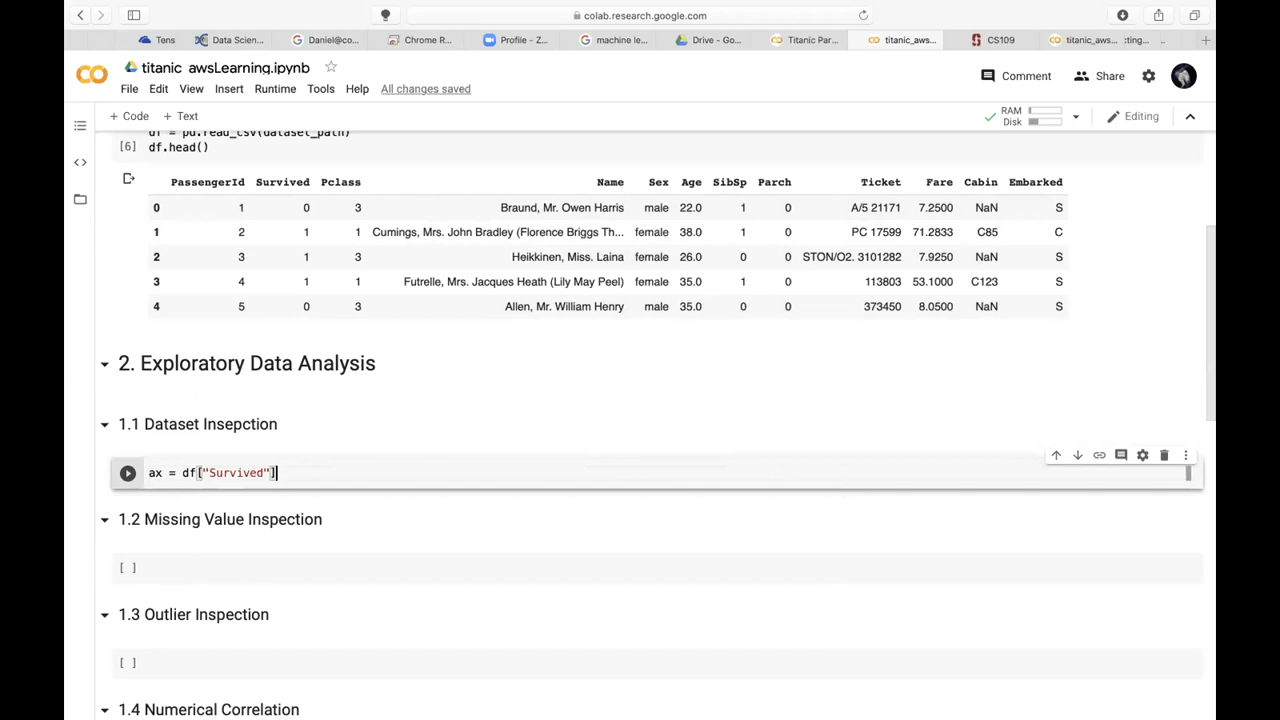 colab.research.google.com
Tens Data Scien... Daniel@co... Chrome R... Profile - Z... machine le... Drive - Go... Titanic Par... titanic_aws... CS109 titanic_aws... :ting...
titanic_awsLearning.ipynb
Comment Share
File Edit View Insert Runtime Tools Help All changes saved
+ Code + Text RAM Disk Editing
df = pd.read_csv(dataset_path)
[6] df.head()
PassengerId Survived Pclass Name Sex Age SibSp Parch Ticket Fare Cabin Embarked
0 1 0 3 Braund, Mr. Owen Harris male 22.0 1 0 A/5 21171 7.2500 NaN S
1 2 1 1 Cumings, Mrs. John Bradley (Florence Briggs Th... female 38.0 1 0 PC 17599 71.2833 C85 C
2 3 1 3 Heikkinen, Miss. Laina female 26.0 0 0 STON/O2. 3101282 7.9250 NaN S
3 4 1 1 Futrelle, Mrs. Jacques Heath (Lily May Peel) female 35.0 1 0 113803 53.1000 C123 S
4 5 0 3 Allen, Mr. William Henry male 35.0 0 0 373450 8.0500 NaN S
2. Exploratory Data Analysis
1.1 Dataset Insepction
ax = df["Survived"]
1.2 Missing Value Inspection
[ ]
1.3 Outlier Inspection
[ ]
1.4 Numerical Correlation